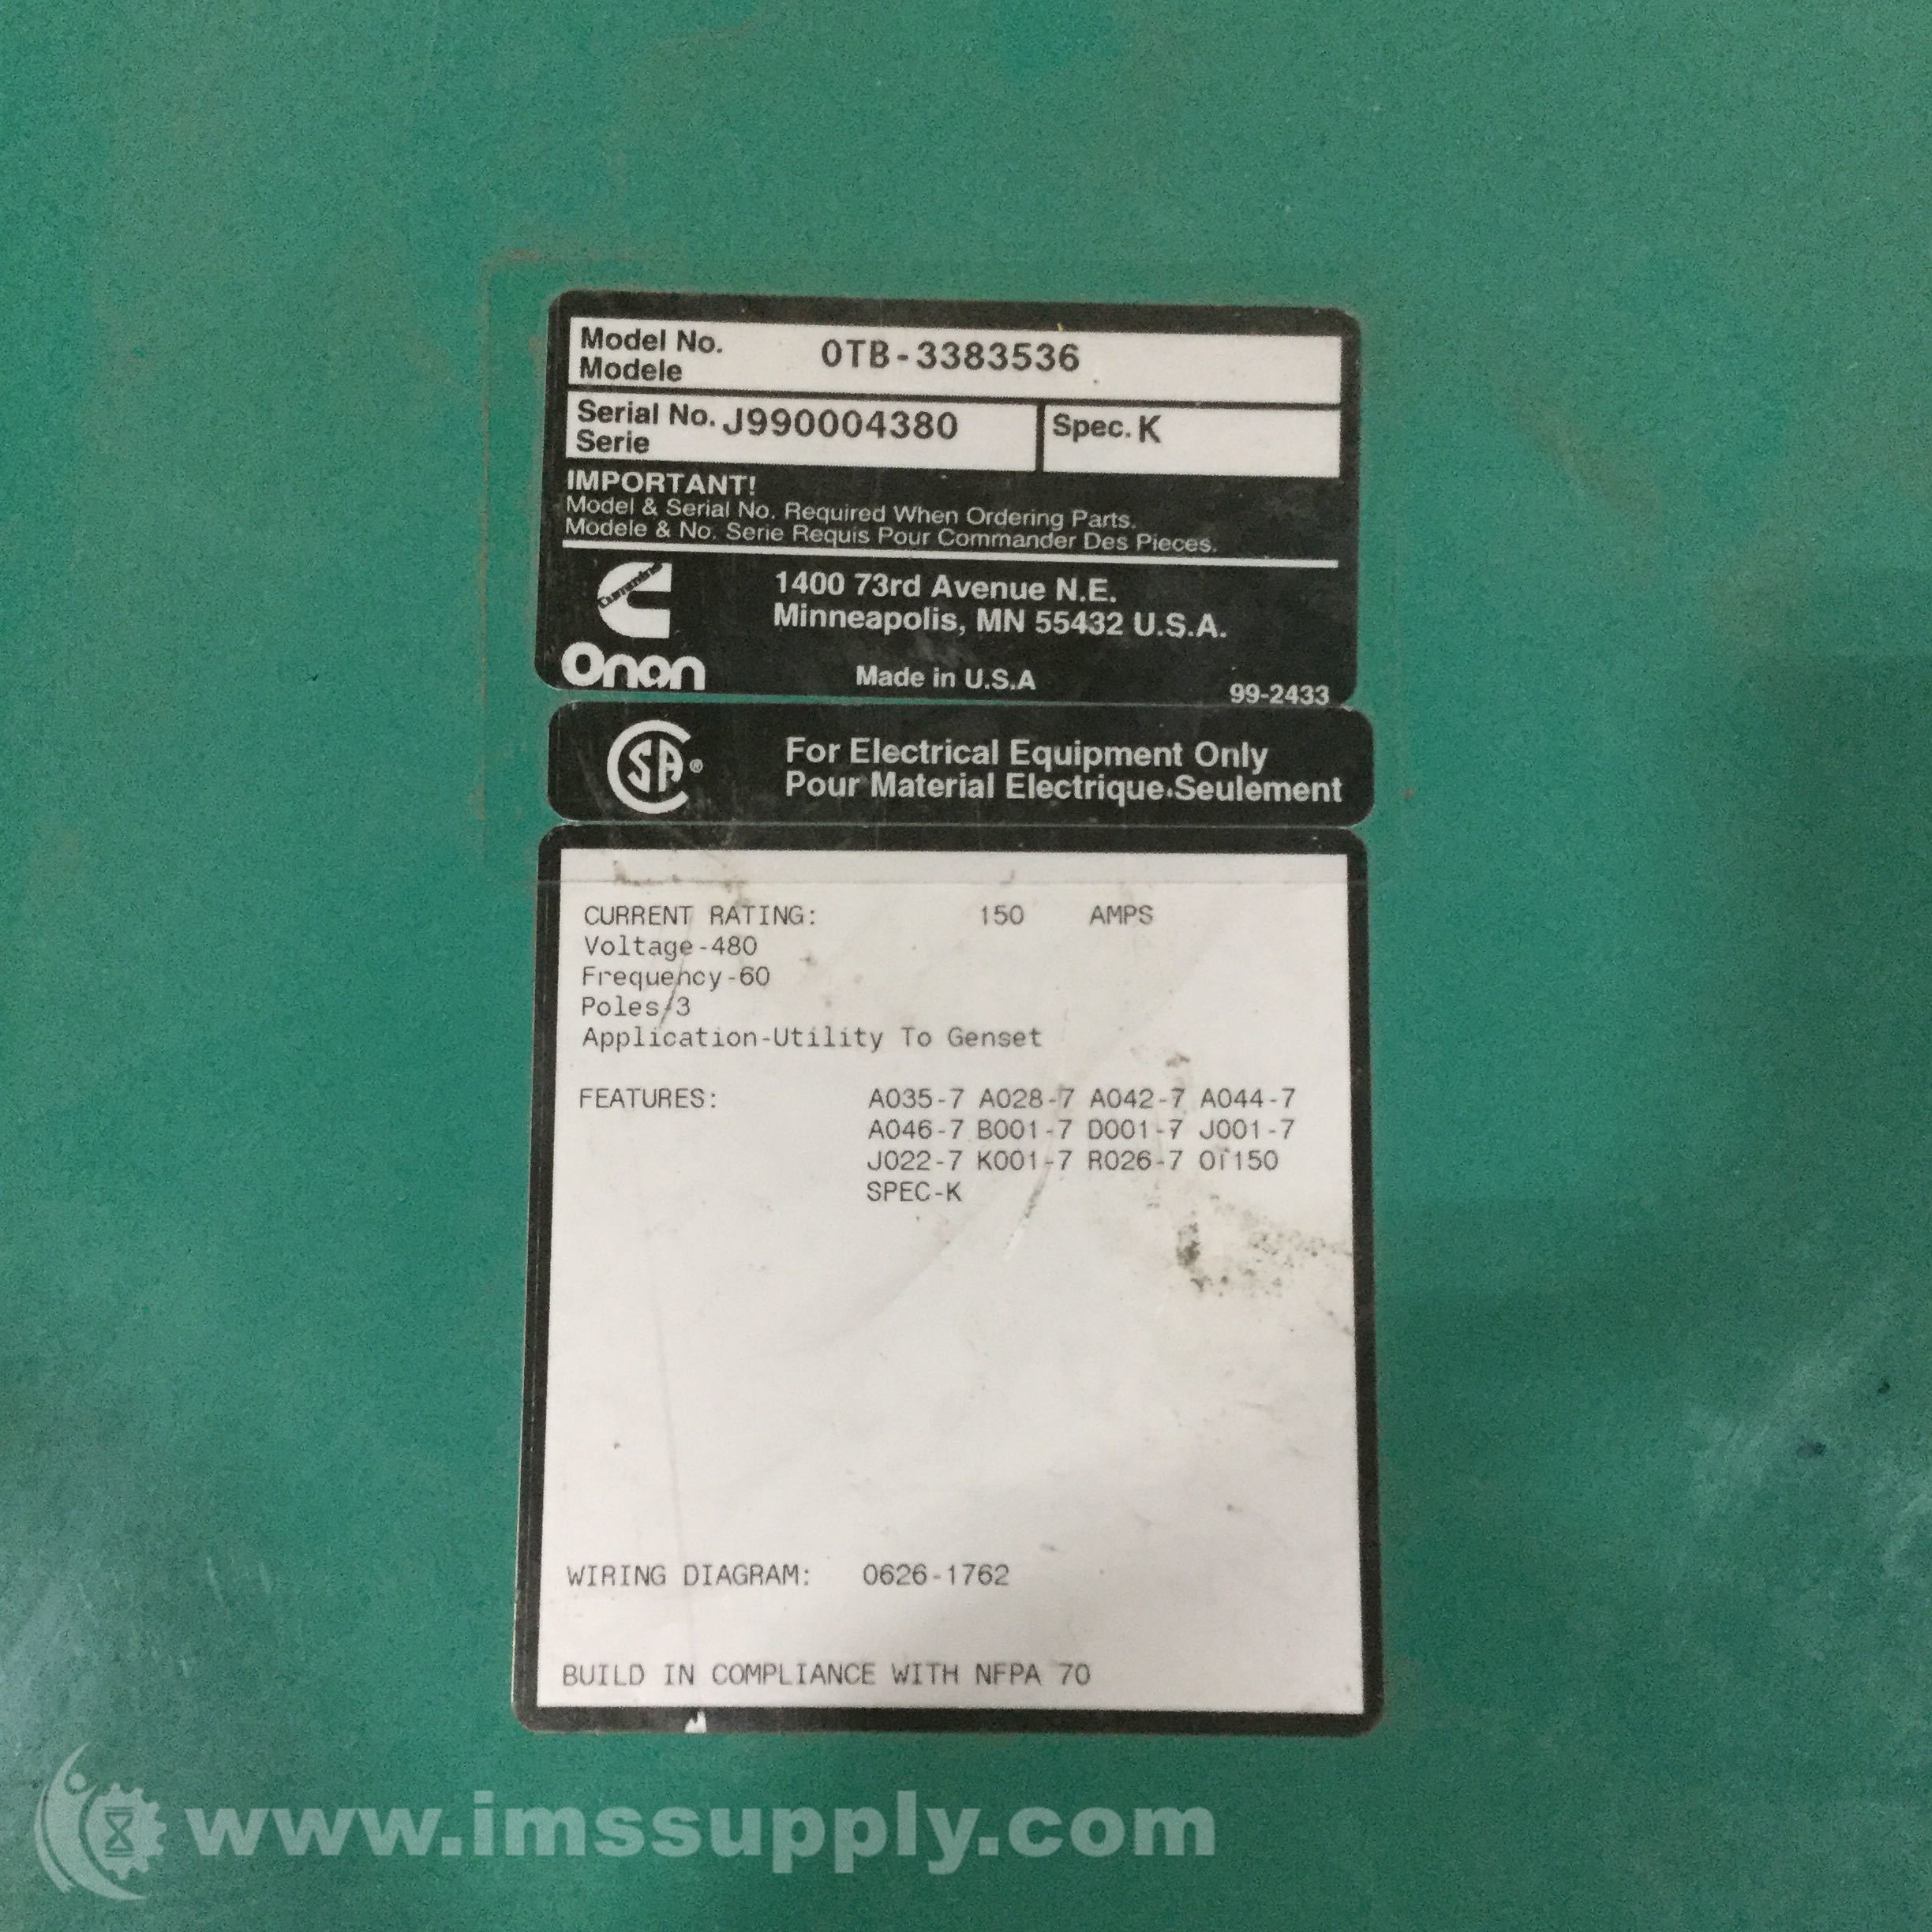 Model No. OTB-3383536
Modele
Serial No. J990004380 Spec. K
Serie
IMPORTANT!
Model & Serial No. Required When Ordering Parts.
Modele & No. Serie Requis Pour Commander Des Pieces.
Cummins
Onan
1400 73rd Avenue N.E.
Minneapolis, MN 55432 U.S.A.
Made in U.S.A
99-2433
SA®
For Electrical Equipment Only
Pour Material Electrique Seulement
CURRENT RATING: 150 AMPS
Voltage-480
Frequency-60
Poles-3
Application-Utility To Genset
FEATURES: A035-7 A028-7 A042-7 A044-7
A046-7 B001-7 D001-7 J001-7
J022-7 K001-7 R026-7 OT150
SPEC-K
WIRING DIAGRAM: 0626-1762
BUILD IN COMPLIANCE WITH NFPA 70
www.imssupply.com